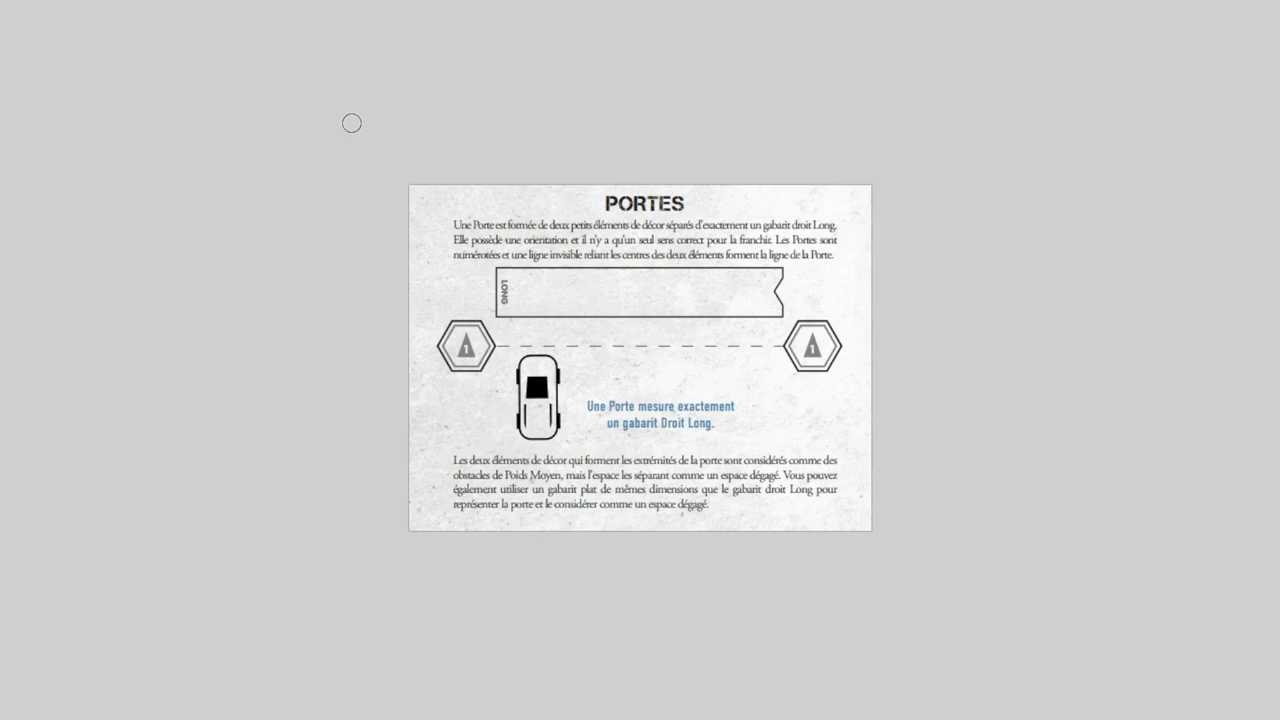 PORTES
Une Porte est formée de deux petits éléments de décor séparés d'exactement un gabarit droit Long.
Elle possède une orientation et il n'y a qu'un seul sens correct pour la franchir. Les Portes sont
numérotées et une ligne invisible reliant les centres des deux éléments forment la ligne de la Porte.
LONG
1
1
Une Porte mesure exactement
un gabarit Droit Long.
Les deux éléments de décor qui forment les extrémités de la porte sont considérés comme des
obstacles de Poids Moyen, mais l'espace les séparant comme un espace dégagé. Vous pouvez
également utiliser un gabarit plat de mêmes dimensions que le gabarit droit Long pour
représenter la porte et le considérer comme un espace dégagé.